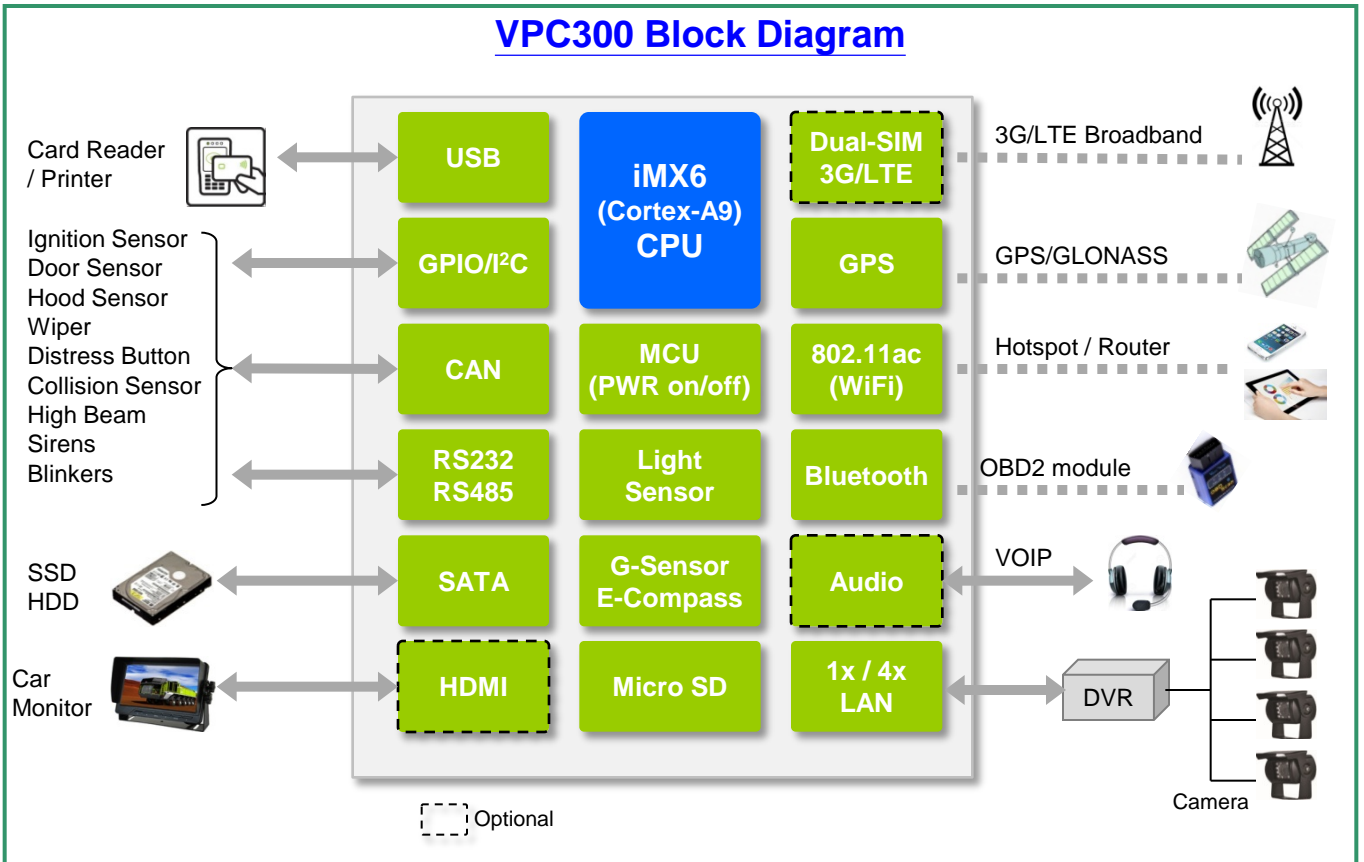 VPC300 Block Diagram
Card Reader
/ Printer
USB
iMX6
(Cortex-A9)
CPU
Dual-SIM
3G/LTE
3G/LTE Broadband
Ignition Sensor
Door Sensor
Hood Sensor
Wiper
Distress Button
Collision Sensor
High Beam
Sirens
Blinkers
GPIO/I²C
GPS
GPS/GLONASS
CAN
MCU
(PWR on/off)
802.11ac
(WiFi)
Hotspot / Router
RS232
RS485
Light
Sensor
Bluetooth
OBD2 module
SSD
HDD
SATA
G-Sensor
E-Compass
Audio
VOIP
Car
Monitor
HDMI
Micro SD
1x / 4x
LAN
DVR
Camera
Optional